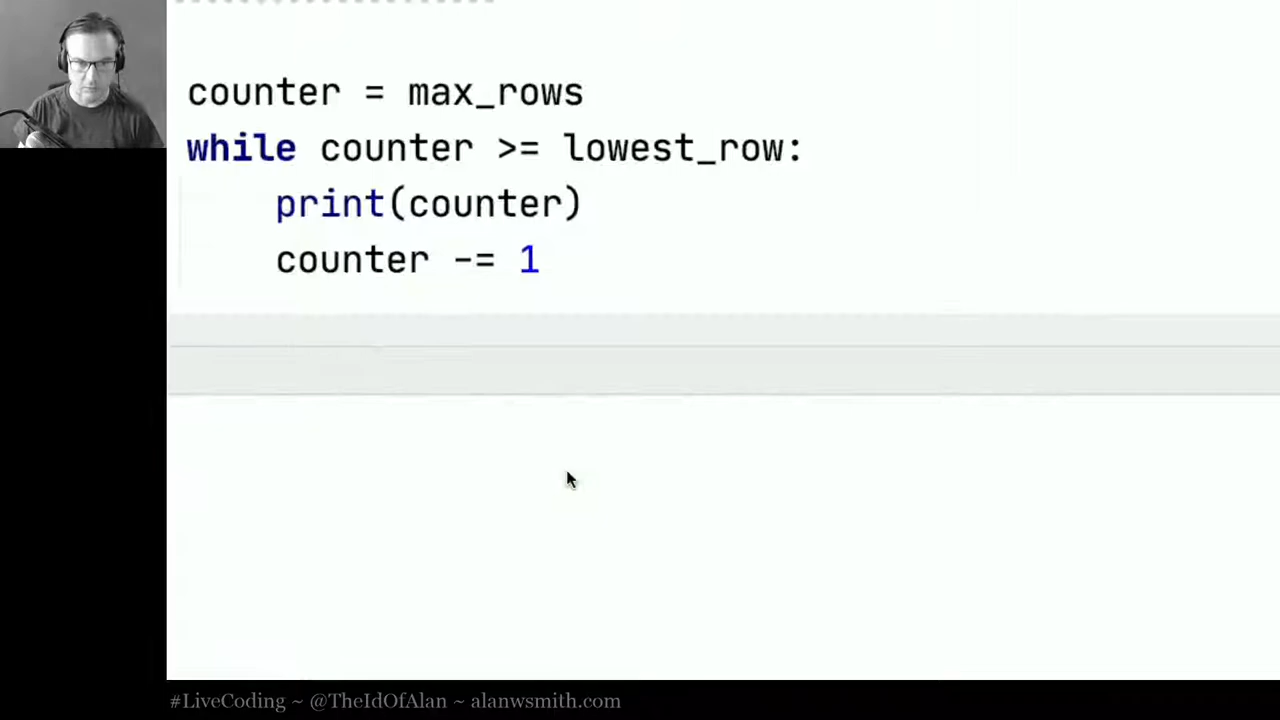 counter = max_rows
while counter >= lowest_row:
    print(counter)
    counter -= 1
#LiveCoding ~ @TheIdOfAlan ~ alanwsmith.com